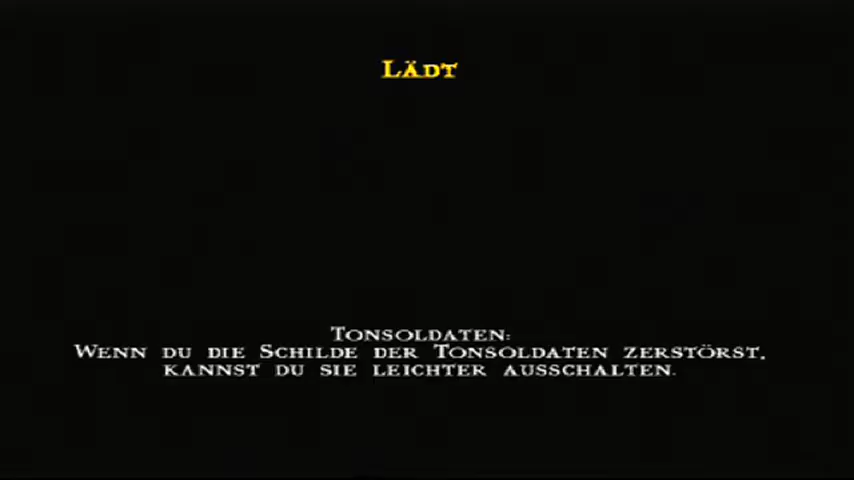 Lädt
Tonsoldaten:
Wenn du die Schilde der Tonsoldaten zerstörst,
kannst du sie leichter ausschalten.